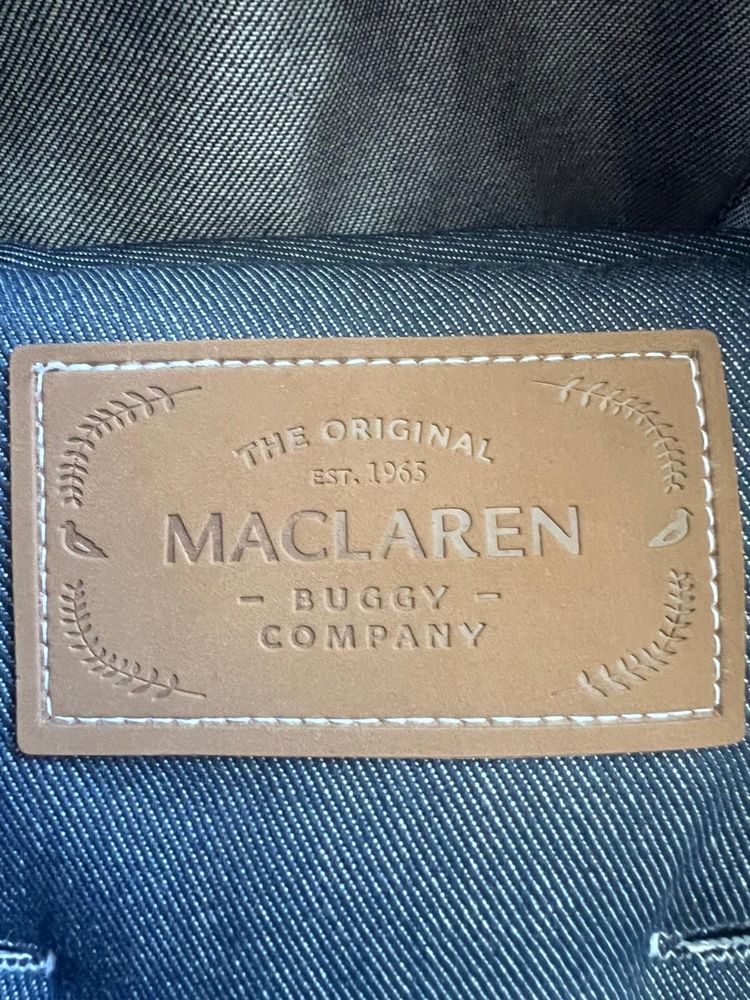 THE ORIGINAL
EST. 1965
MACLAREN
– BUGGY –
COMPANY